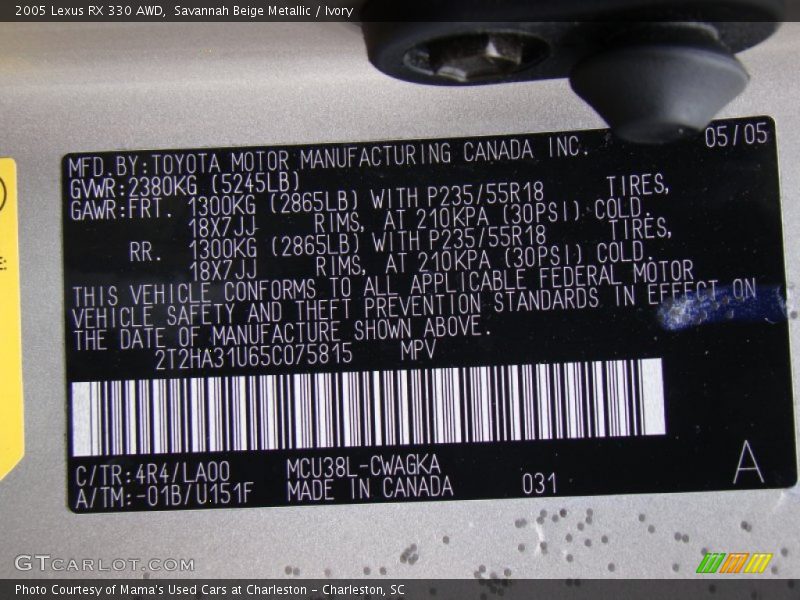 2005 Lexus RX 330 AWD, Savannah Beige Metallic / Ivory
05/05
MFD.BY:TOYOTA MOTOR MANUFACTURING CANADA INC.
GVWR:2380KG (5245LB)
GAWR:FRT. 1300KG (2865LB) WITH P235/55R18 TIRES,
18X7JJ RIMS, AT 210KPA (30PSI) COLD.
RR. 1300KG (2865LB) WITH P235/55R18 TIRES,
18X7JJ RIMS, AT 210KPA (30PSI) COLD.
THIS VEHICLE CONFORMS TO ALL APPLICABLE FEDERAL MOTOR
VEHICLE SAFETY AND THEFT PREVENTION STANDARDS IN EFFECT ON
THE DATE OF MANUFACTURE SHOWN ABOVE.
2T2HA31U65C075815 MPV
C/TR:4R4/LA00 MCU38L-CWAGKA
A/TM:-01B/U151F MADE IN CANADA 031
A
GTCARLOT.COM
Photo Courtesy of Mama's Used Cars at Charleston - Charleston, SC